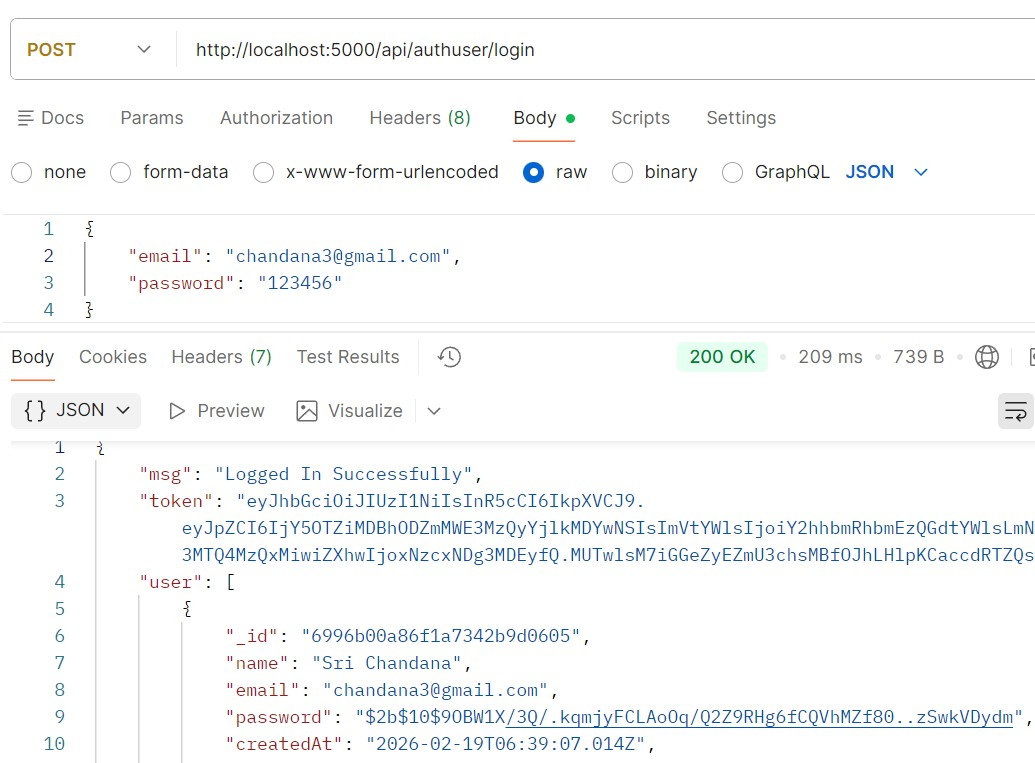 POST http://localhost:5000/api/authuser/login
Docs Params Authorization Headers (8) Body Scripts Settings
none form-data x-www-form-urlencoded raw binary GraphQL JSON
1 {
2 "email": "chandana3@gmail.com",
3 "password": "123456"
4 }
Body Cookies Headers (7) Test Results 200 OK 209 ms 739 B
{} JSON Preview Visualize
1 {
2 "msg": "Logged In Successfully",
3 "token": "eyJhbGciOiJIUzI1NiIsInR5cCI6IkpXVCJ9.
eyJpZCI6IjY5OTZiMDBhODZmMWE3MzQyYjlkMDYwNSIsImVtYWlsIjoiY2hhbmRhbmEzQGdtYWlsLmN
3MTQ4MzQxMiwiZXhwIjoxNzcxNDg3MDEyfQ.MUTwlsM7iGGeZyEZmU3chsMBfOJhLHlpKCaccdRTZQs
4 "user": [
5 {
6 "_id": "6996b00a86f1a7342b9d0605",
7 "name": "Sri Chandana",
8 "email": "chandana3@gmail.com",
9 "password": "$2b$10$9OBW1X/3Q/.kqmjyFCLAoOq/Q2Z9RHg6fCQVhMZf80..zSwkVDydm",
10 "createdAt": "2026-02-19T06:39:07.014Z",